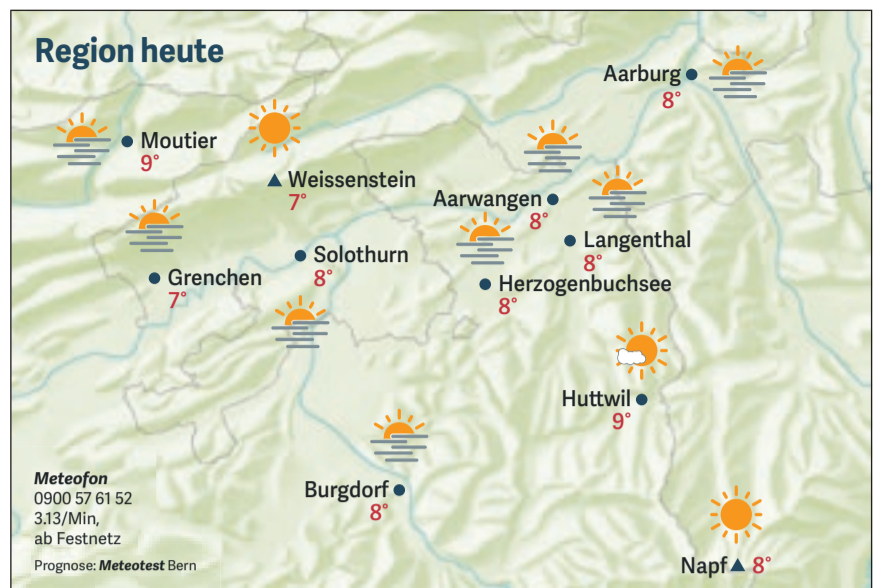 Region heute
Aarburg
8°
Moutier
9°
Weissenstein
7°
Aarwangen
8°
Langenthal
8°
Solothurn
8°
Grenchen
7°
Herzogenbuchsee
8°
Huttwil
9°
Burgdorf
8°
Napf 8°
Meteofon
0900 57 61 52
3.13/Min,
ab Festnetz
Prognose: Meteotest Bern